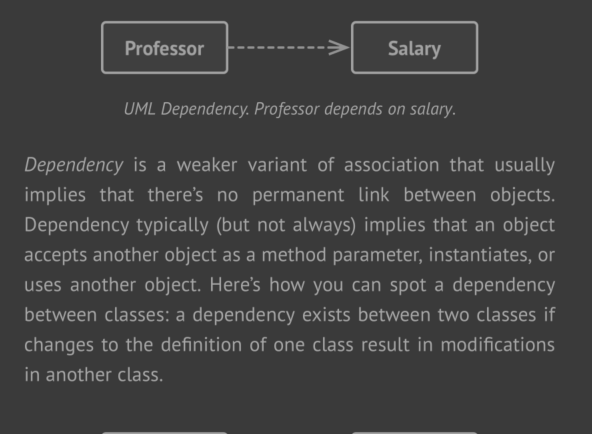 Professor
Salary
UML Dependency. Professor depends on salary.
Dependency is a weaker variant of association that usually
implies that there's no permanent link between objects.
Dependency typically (but not always) implies that an object
accepts another object as a method parameter, instantiates, or
uses another object. Here's how you can spot a dependency
between classes: a dependency exists between two classes if
changes to the definition of one class result in modifications
in another class.